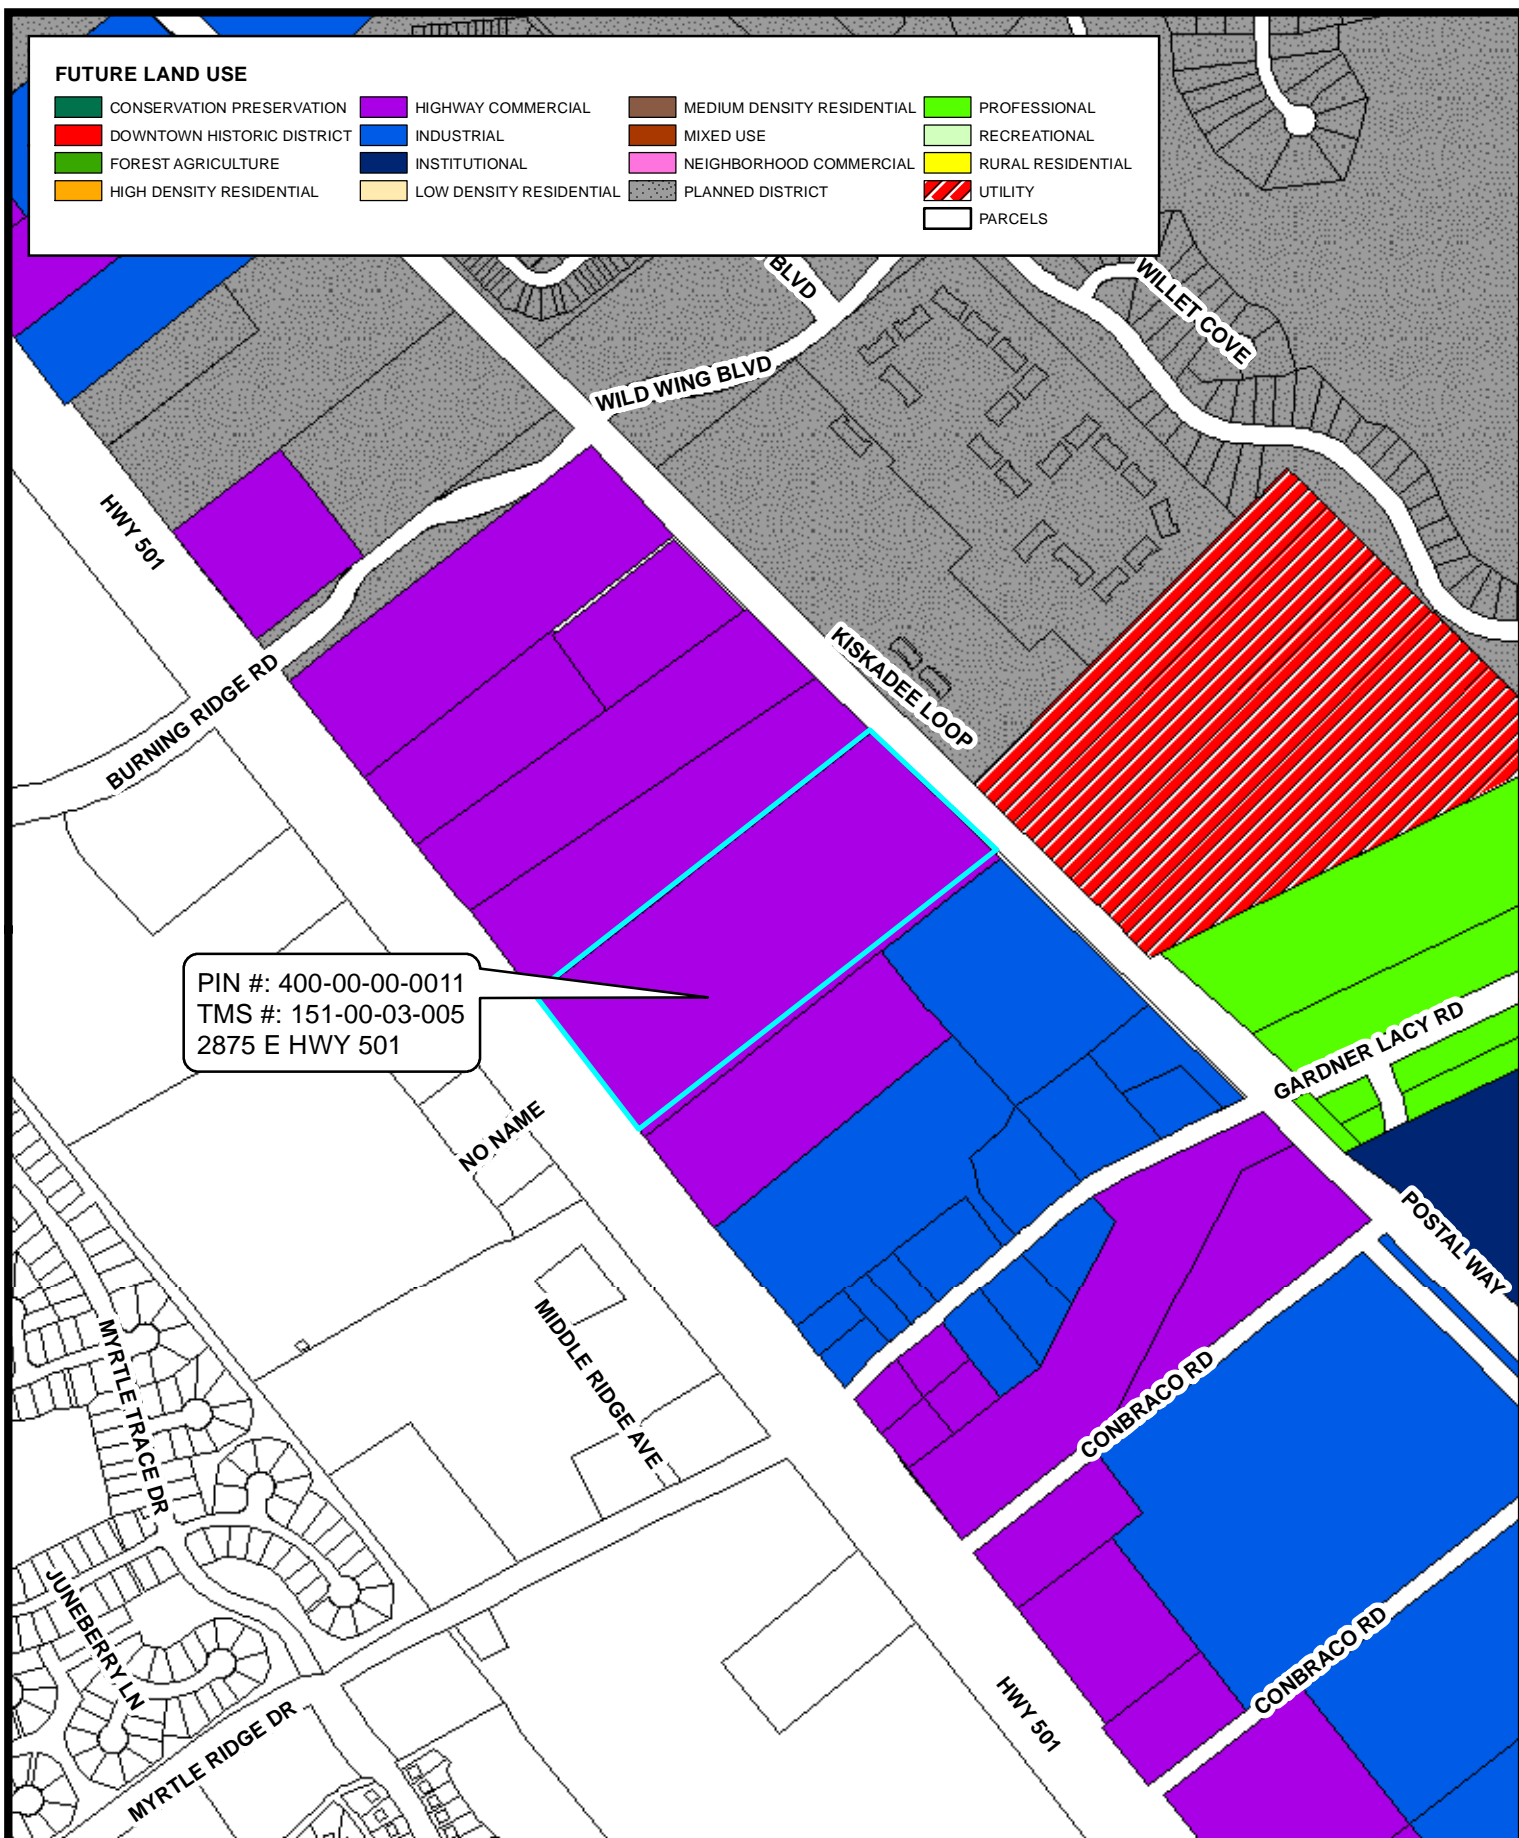 FUTURE LAND USE
CONSERVATION PRESERVATION
DOWNTOWN HISTORIC DISTRICT
FOREST AGRICULTURE
HIGH DENSITY RESIDENTIAL
HIGHWAY COMMERCIAL
INDUSTRIAL
INSTITUTIONAL
LOW DENSITY RESIDENTIAL
MEDIUM DENSITY RESIDENTIAL
MIXED USE
NEIGHBORHOOD COMMERCIAL
PLANNED DISTRICT
PROFESSIONAL
RECREATIONAL
RURAL RESIDENTIAL
UTILITY
PARCELS
BLVD
WILLET COVE
WILD WING BLVD
HWY 501
KISKADEE LOOP
BURNING RIDGE RD
PIN #: 400-00-00-0011
TMS #: 151-00-03-005
2875 E HWY 501
GARDNER LACY RD
NO NAME
POSTAL WAY
MIDDLE RIDGE AVE
MYRTLE TRACE DR
CONBRACO RD
JUNEBERRY LN
CONBRACO RD
HWY 501
MYRTLE RIDGE DR